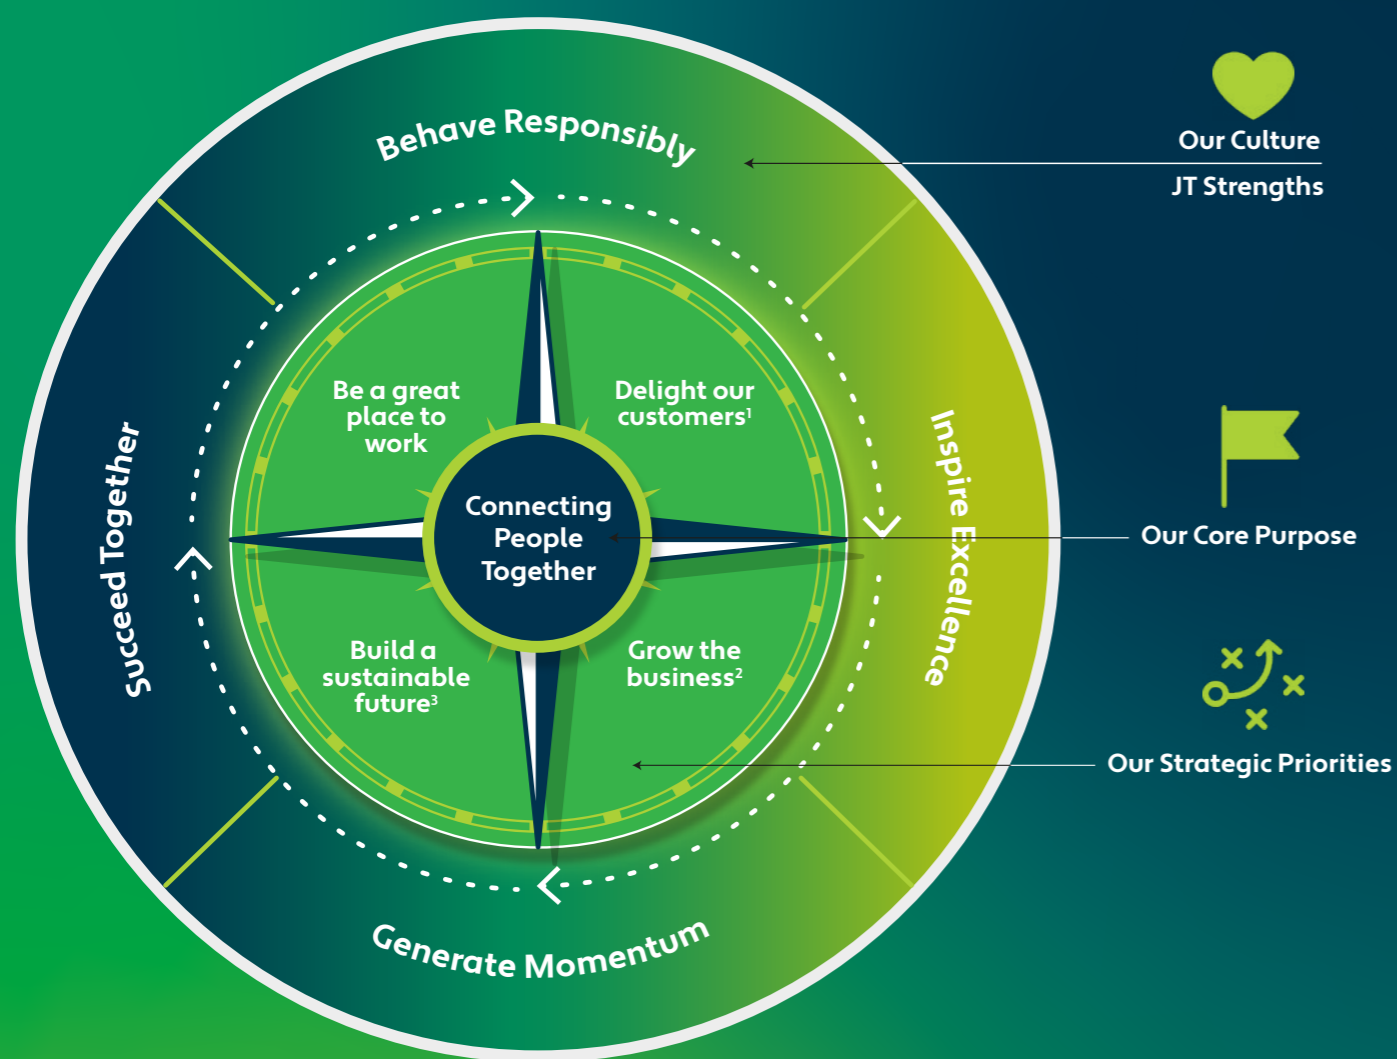 Behave Responsibly
Our Culture
JT Strengths
Be a great
place to
work
Delight our
customers¹
Succeed Together
Connecting
People
Together
Inspire Excellence
Our Core Purpose
Build a
sustainable
future³
Grow the
business²
Our Strategic Priorities
Generate Momentum